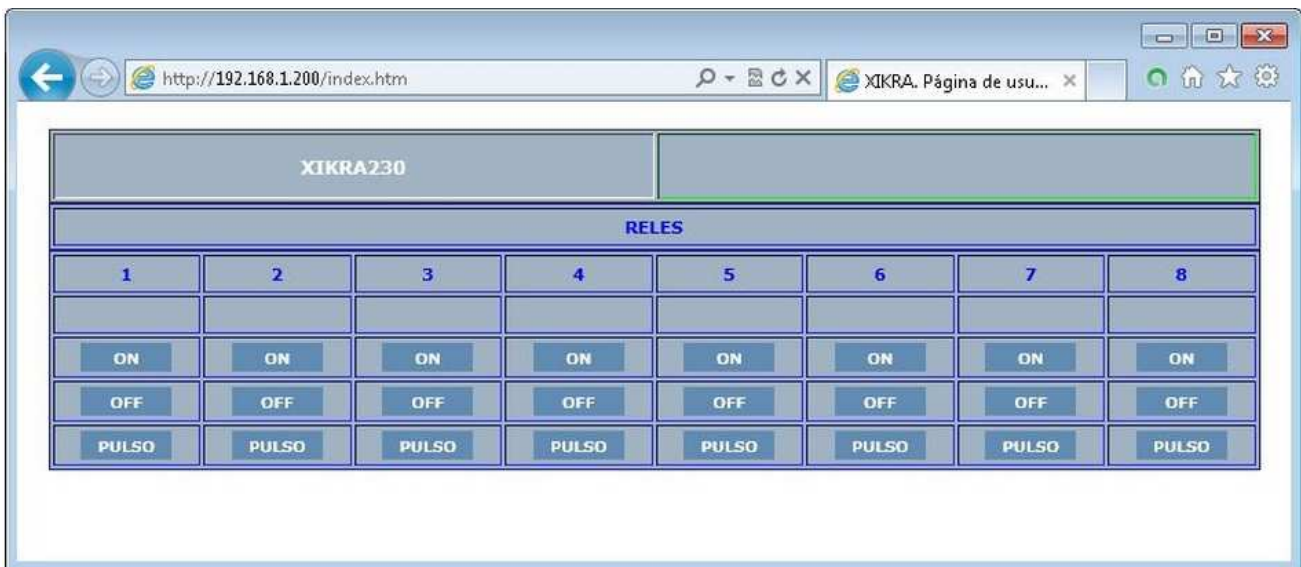 http://192.168.1.200/index.htm XIKRA. Página de usu...
XIKRA230
RELES
1 2 3 4 5 6 7 8
ON ON ON ON ON ON ON ON
OFF OFF OFF OFF OFF OFF OFF OFF
PULSO PULSO PULSO PULSO PULSO PULSO PULSO PULSO